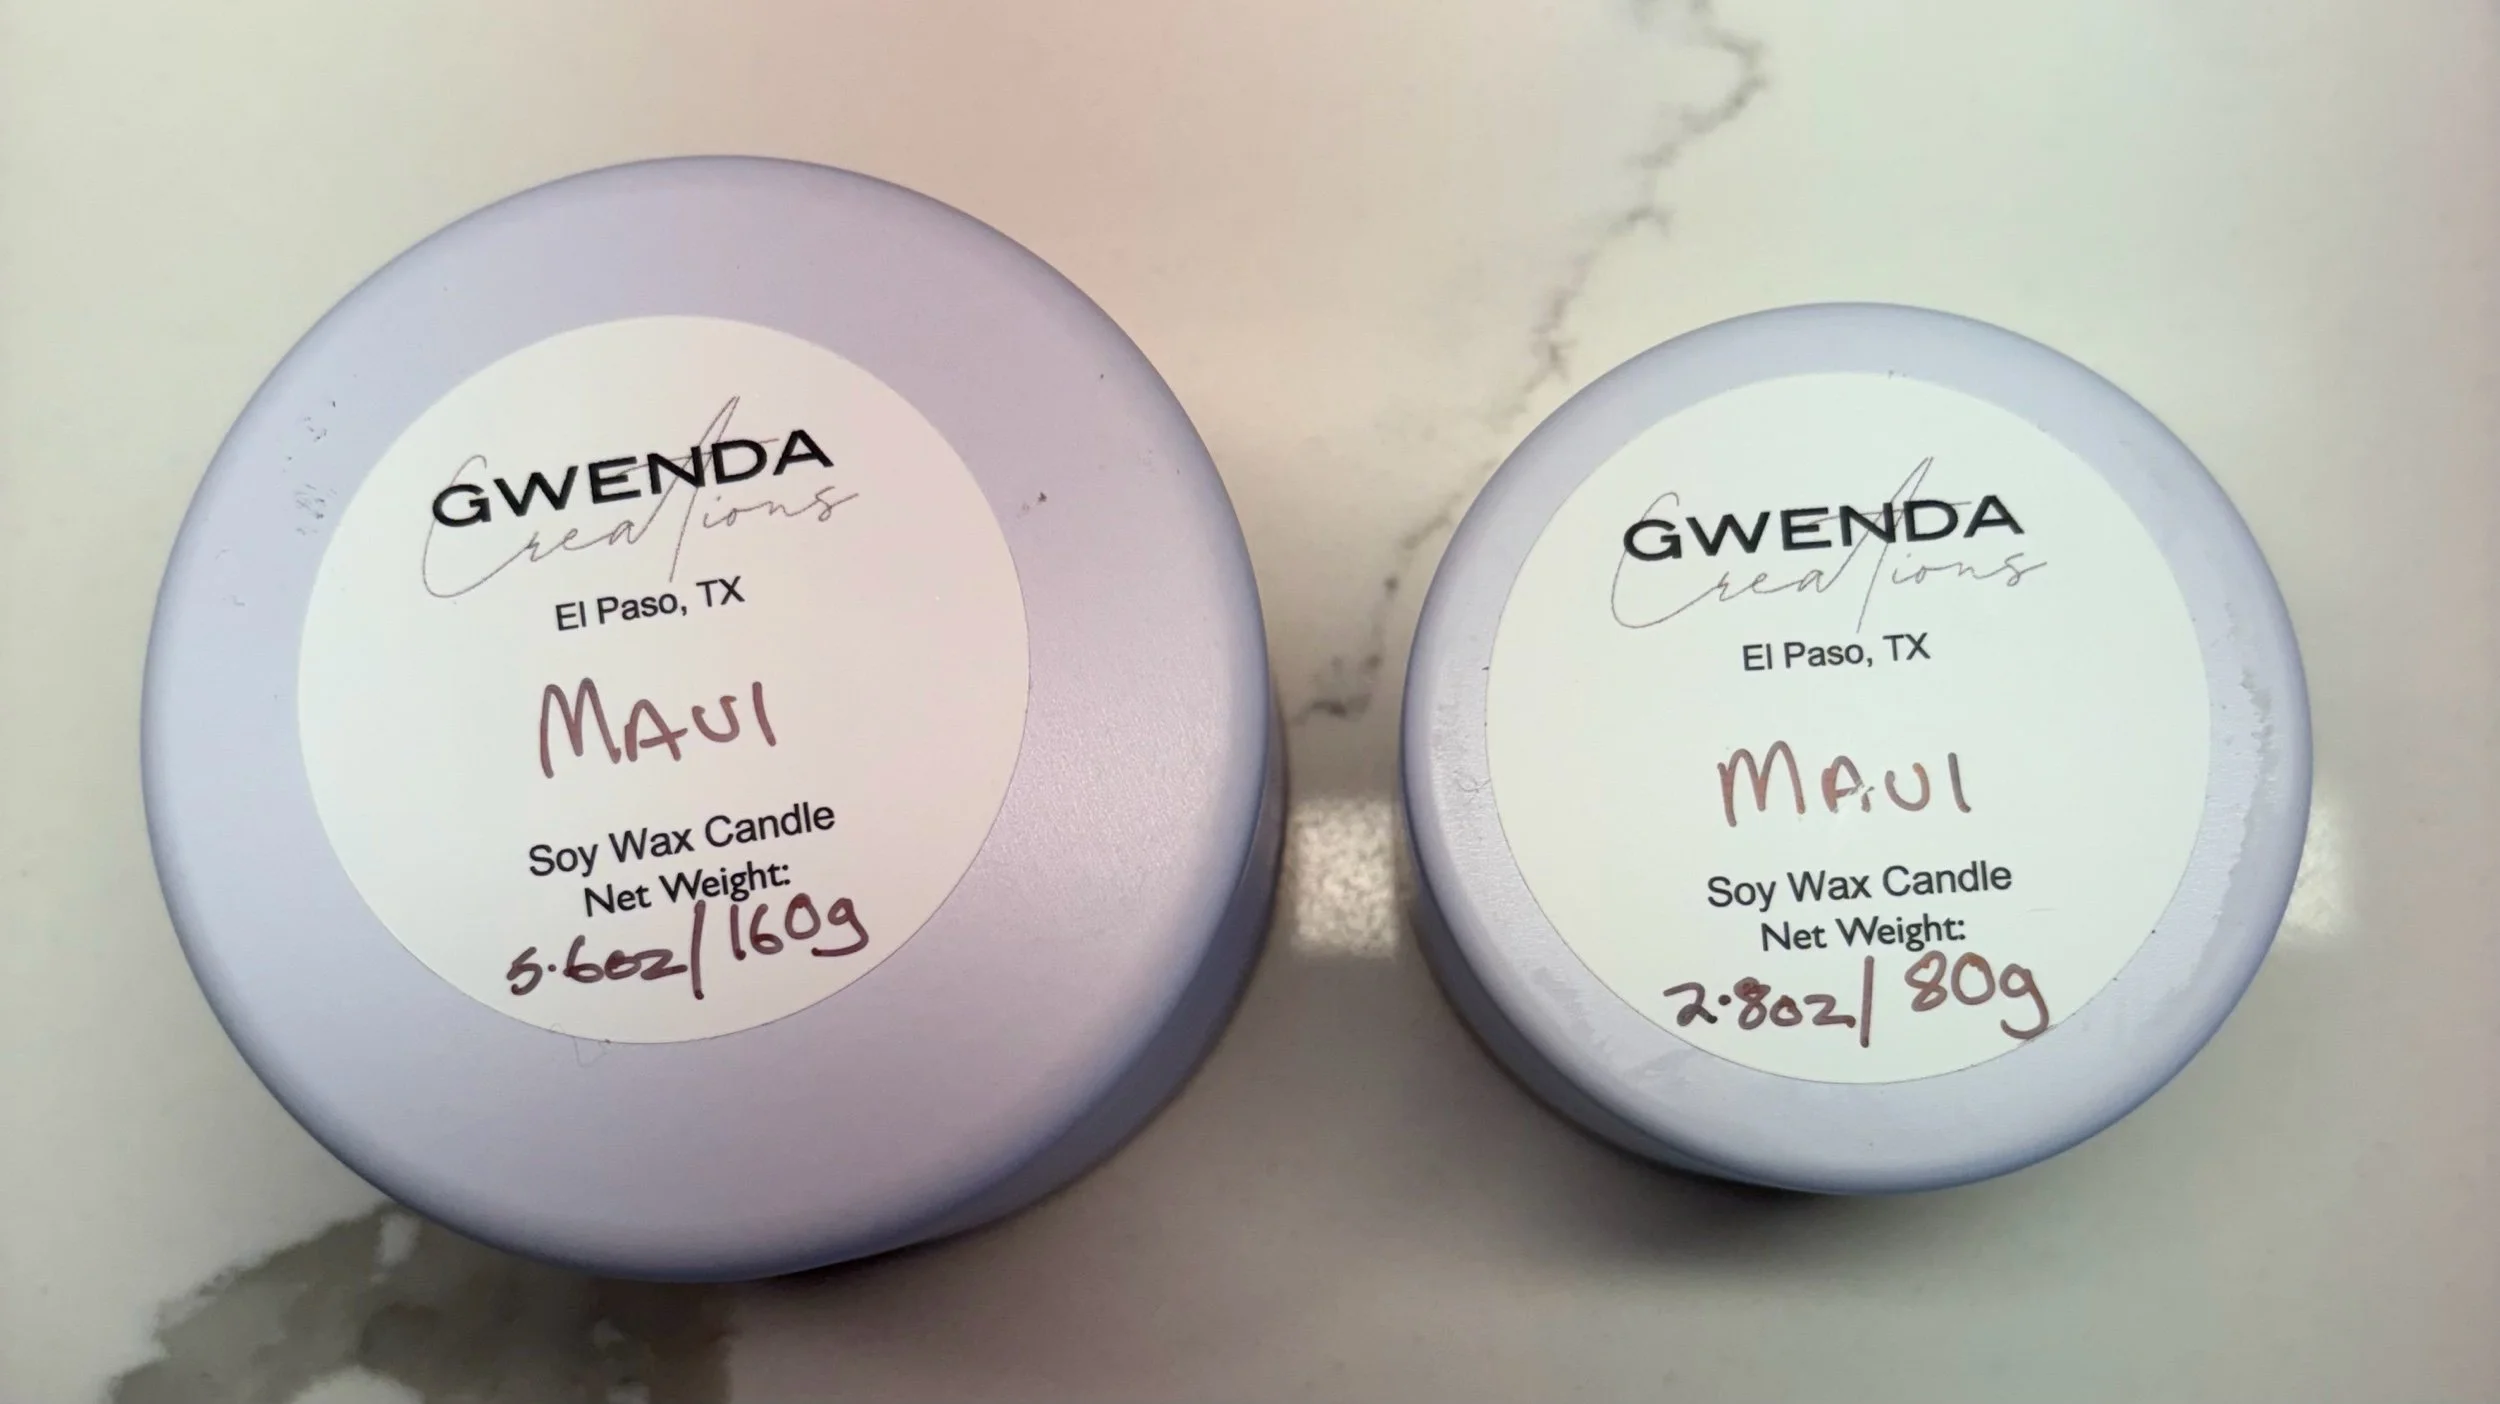 GWENDA
Creations
El Paso, TX
MAUI
Soy Wax Candle
Net Weight:
5.6oz/160g
GWENDA
Creations
El Paso, TX
MAUI
Soy Wax Candle
Net Weight:
2.8oz/80g